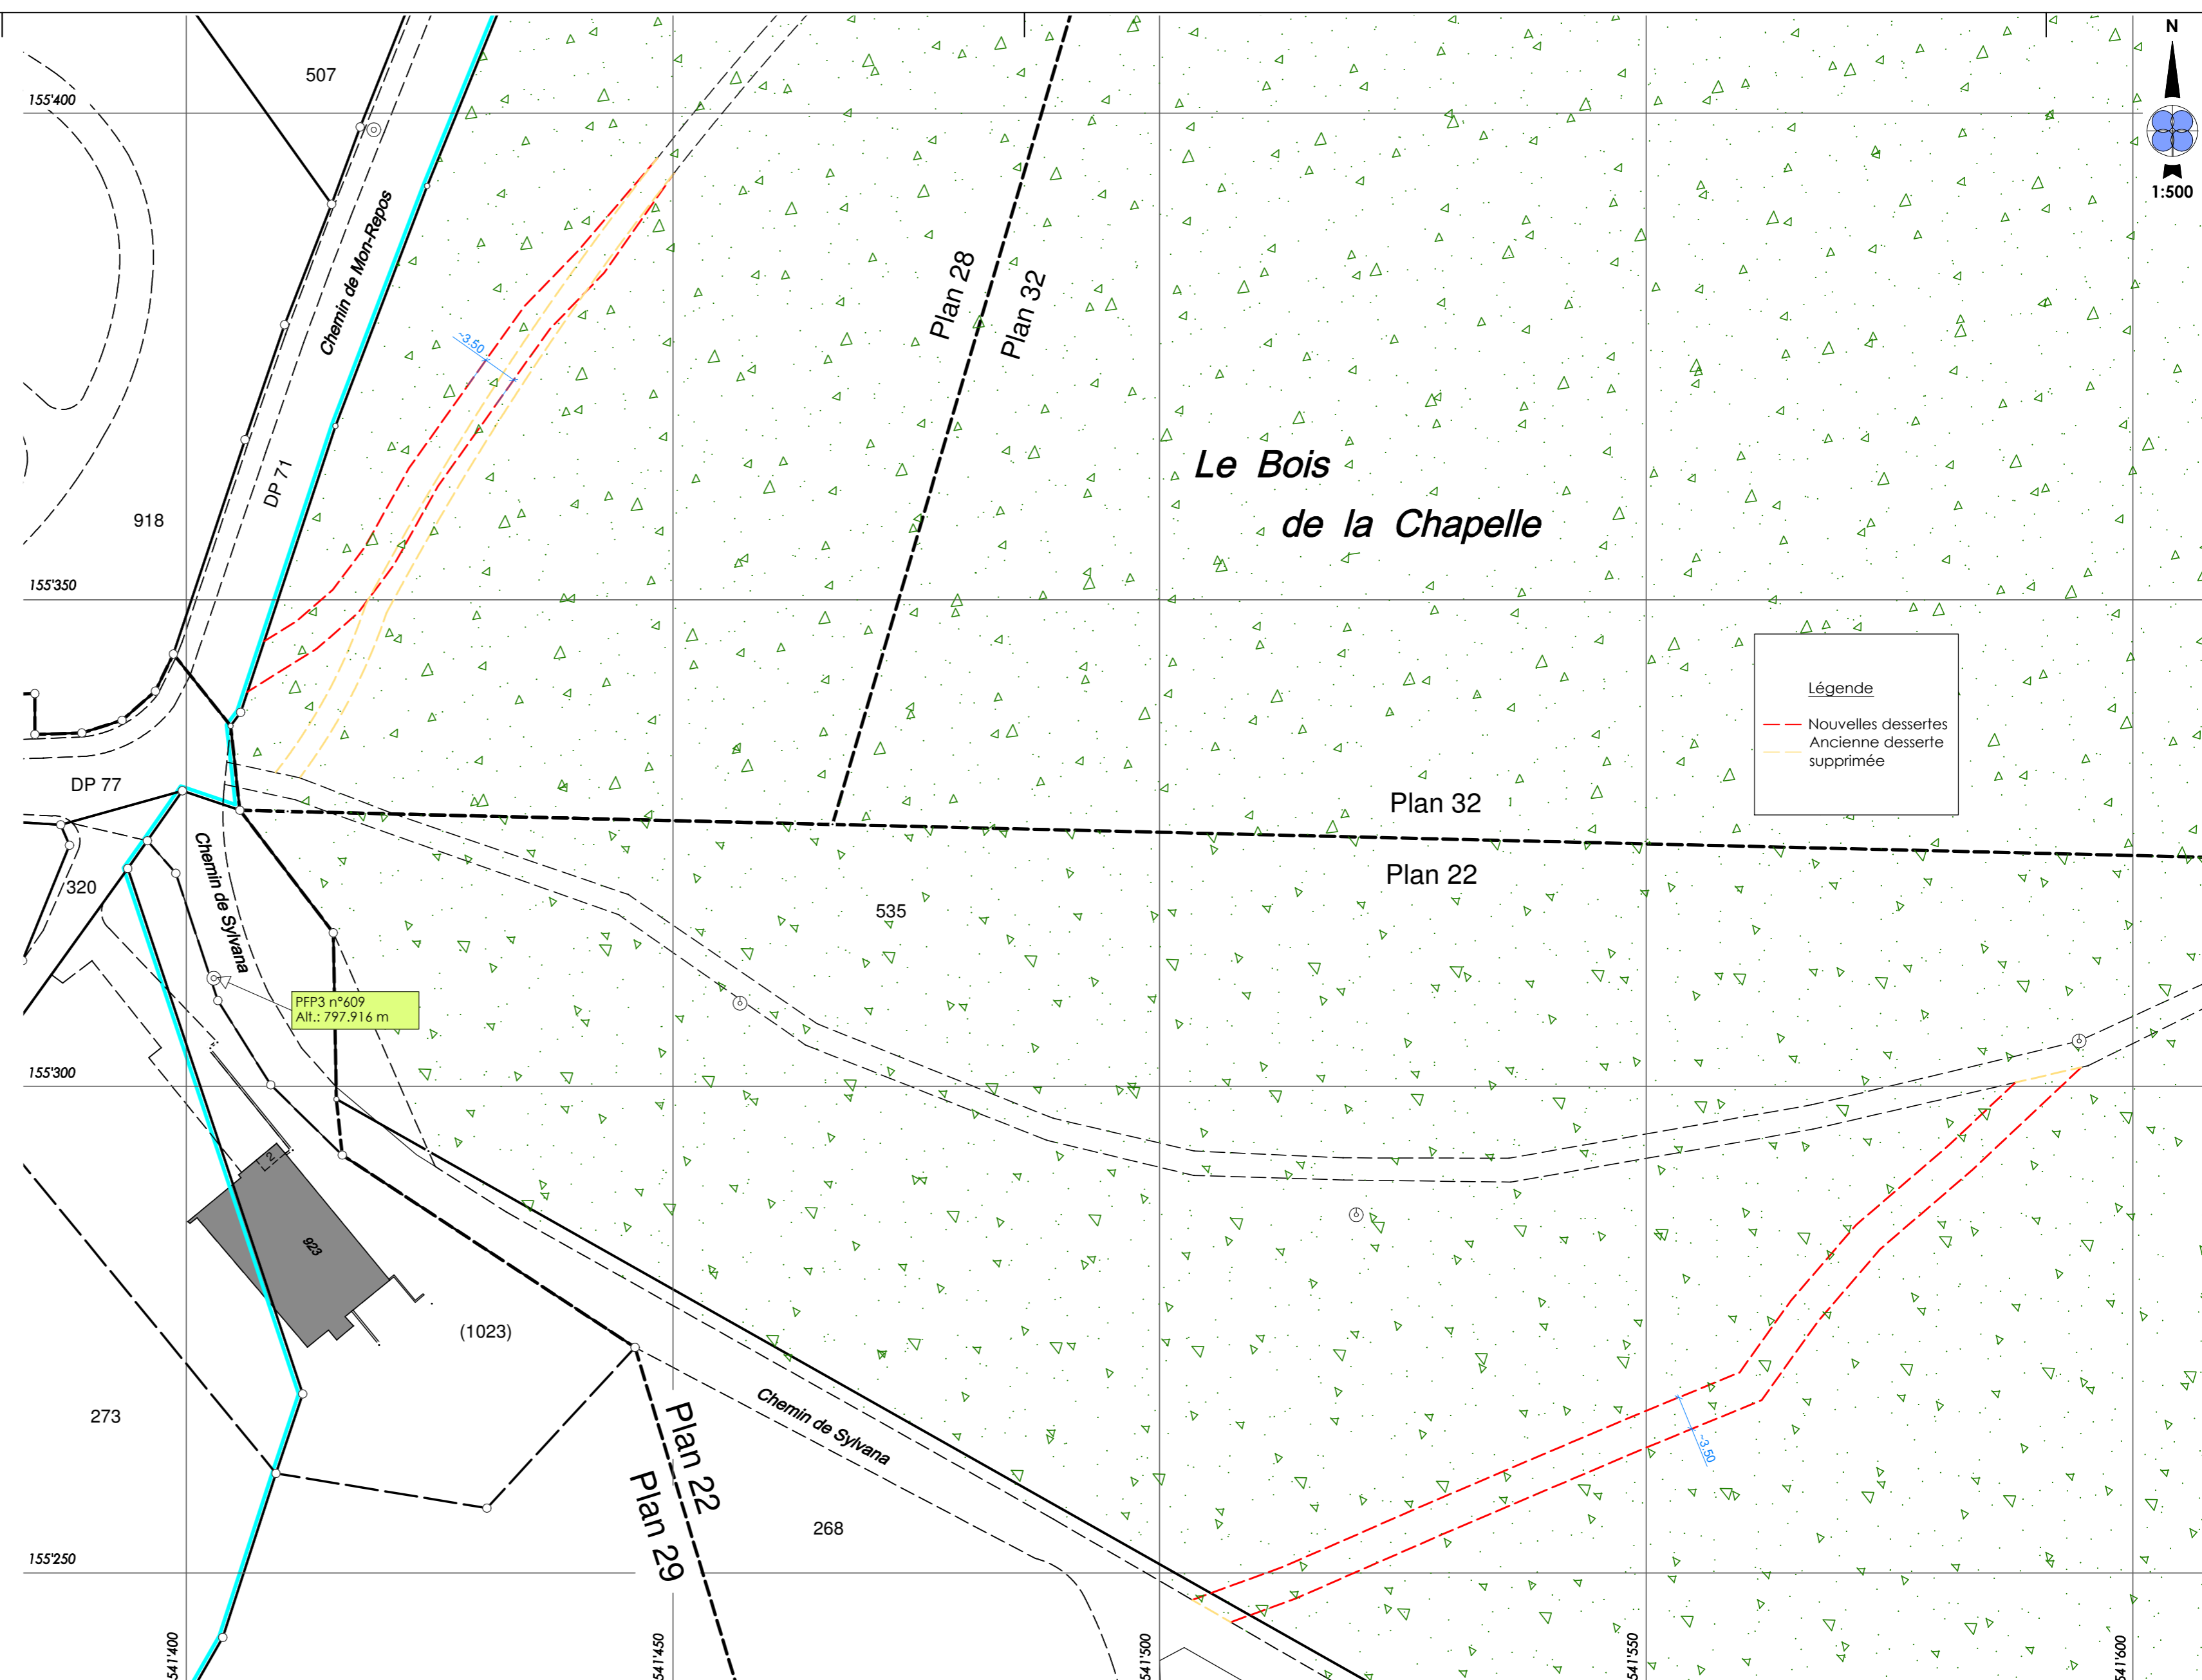 N
507
155'400
1:500
Chemin de Mon-Repos
Plan 28
Plan 32
~3.50
Le Bois
de la Chapelle
DP 71
918
155'350
Légende
Nouvelles dessertes
Ancienne desserte
supprimée
DP 77
Plan 32
Plan 22
320
Chemin de Sylvana
535
PFP3 n°609
Alt.: 797.916 m
155'300
923
(1023)
273
Chemin de Sylvana
Plan 22
Plan 29
~3.50
268
155'250
541'400
541'450
541'500
541'550
541'600